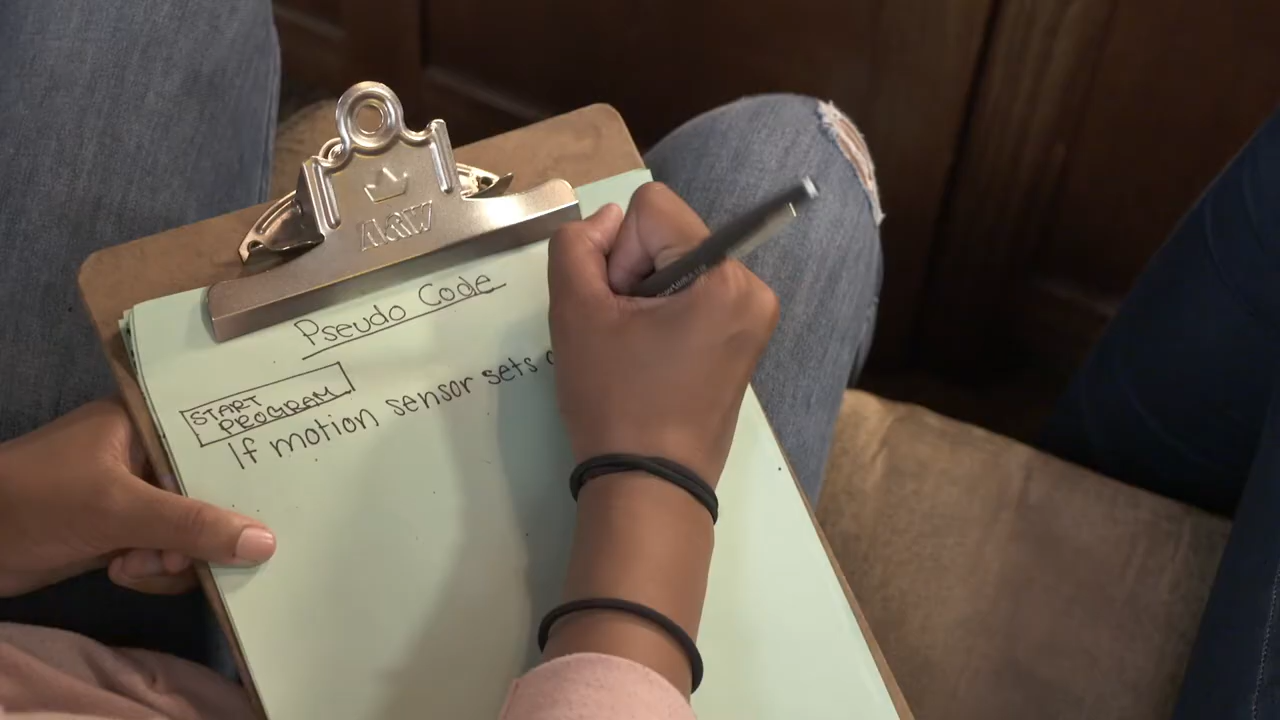 A&W
Pseudo Code
START
PROGRAM
If motion sensor sets